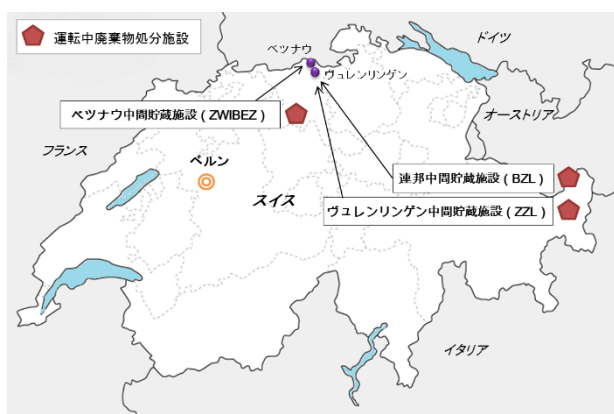 運転中廃棄物処分施設
ドイツ
ベツナウ
ヴュレンリンゲン
ベツナウ中間貯蔵施設（ZWIBEZ）
オーストリア
フランス
ベルン
連邦中間貯蔵施設（BZL）
スイス
ヴュレンリンゲン中間貯蔵施設（ZZL）
イタリア